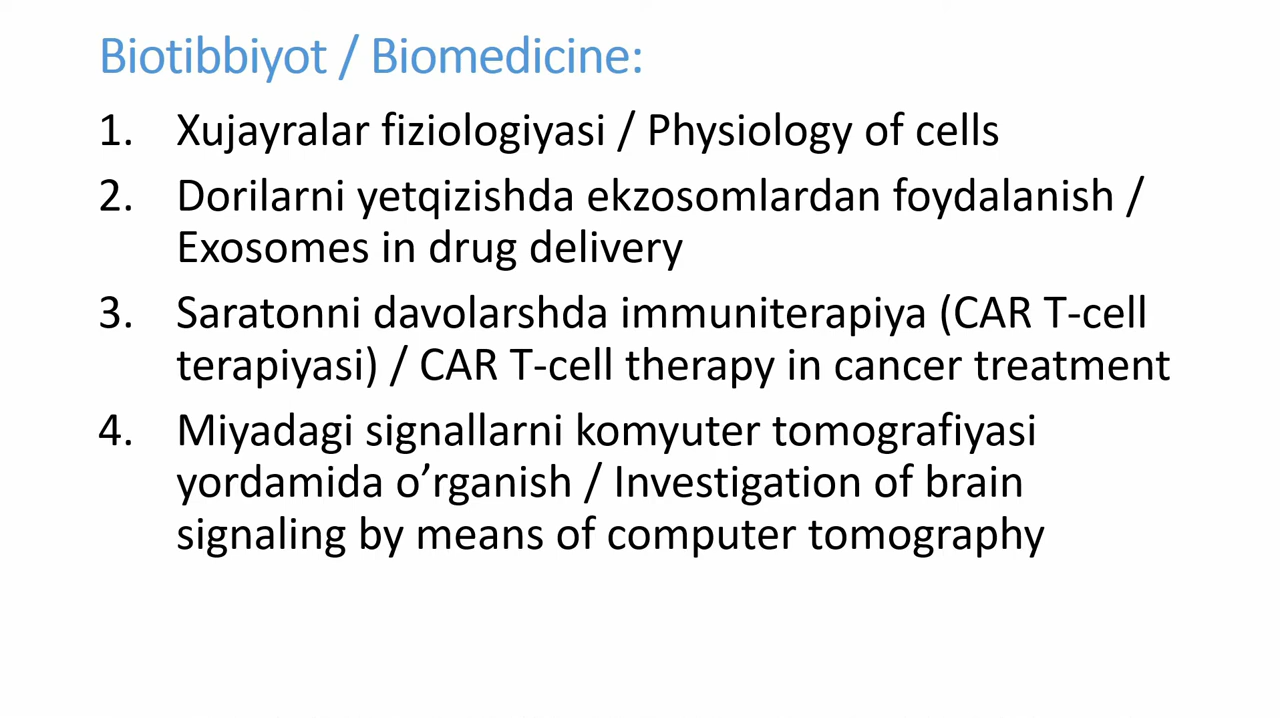 Biotibbiyot / Biomedicine:
1. Xujayralar fiziologiyasi / Physiology of cells
2. Dorilarni yetqizishda ekzosomlardan foydalanish /
Exosomes in drug delivery
3. Saratonni davolarshda immuniterapiya (CAR T-cell
terapiyasi) / CAR T-cell therapy in cancer treatment
4. Miyadagi signallarni komyuter tomografiyasi
yordamida o’rganish / Investigation of brain
signaling by means of computer tomography